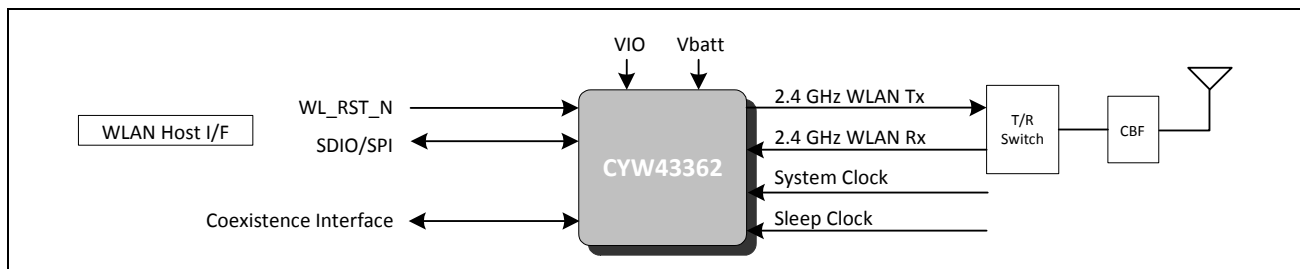 VIO
Vbatt
WL_RST_N
WLAN Host I/F
SDIO/SPI
Coexistence Interface
CYW43362
2.4 GHz WLAN Tx
2.4 GHz WLAN Rx
System Clock
Sleep Clock
T/R
Switch
CBF